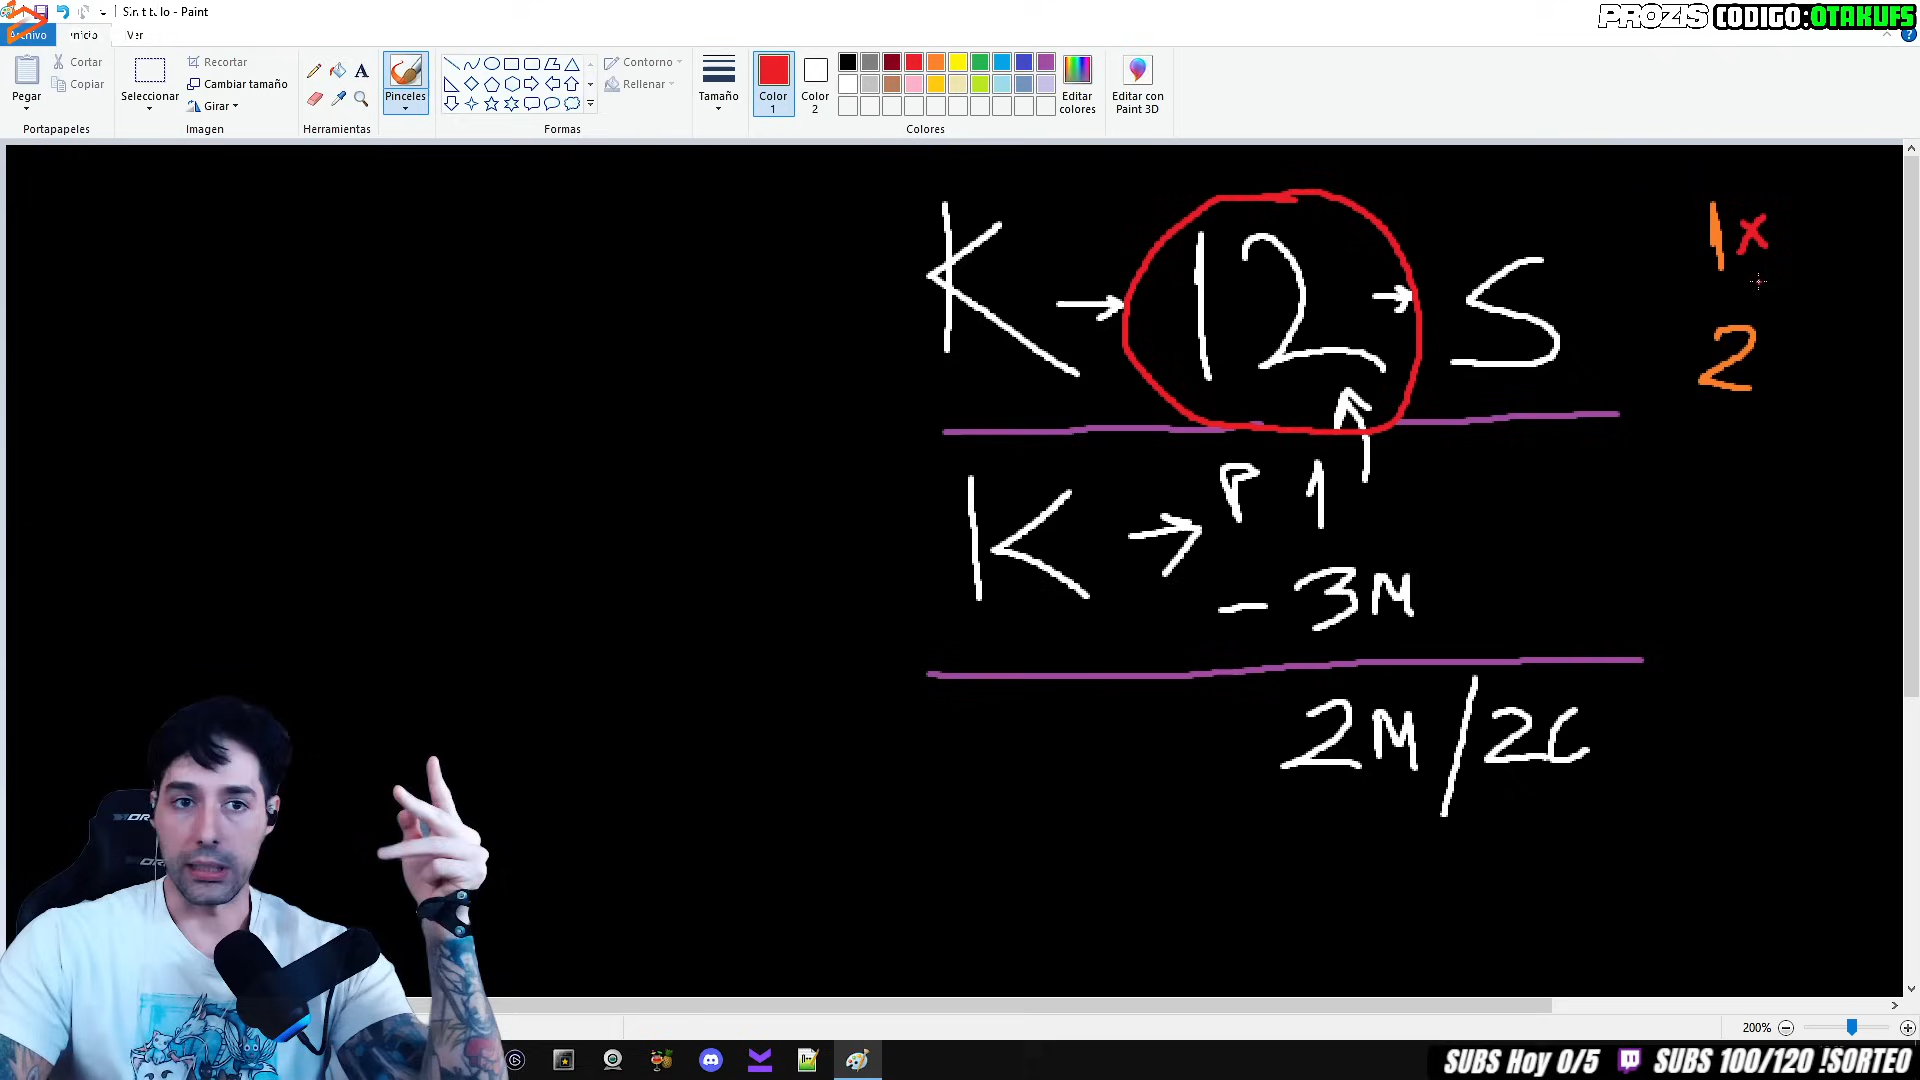 Sin título - Paint
PROZIS CODIGO:OTAKUFS
Archivo Inicio Ver
Pegar
Cortar
Copiar
Portapapeles
Seleccionar
Recortar
Cambiar tamaño
Girar
Imagen
A
Herramientas
Pinceles
Contorno
Rellenar
Formas
Tamaño
Color 1
Color 2
Editar colores
Editar con Paint 3D
Colores
K → 12 → S
1 x
2
K → P 1
- 3M
2M / 2C
200%
SUBS Hoy 0/5 SUBS 100/120 !SORTEO